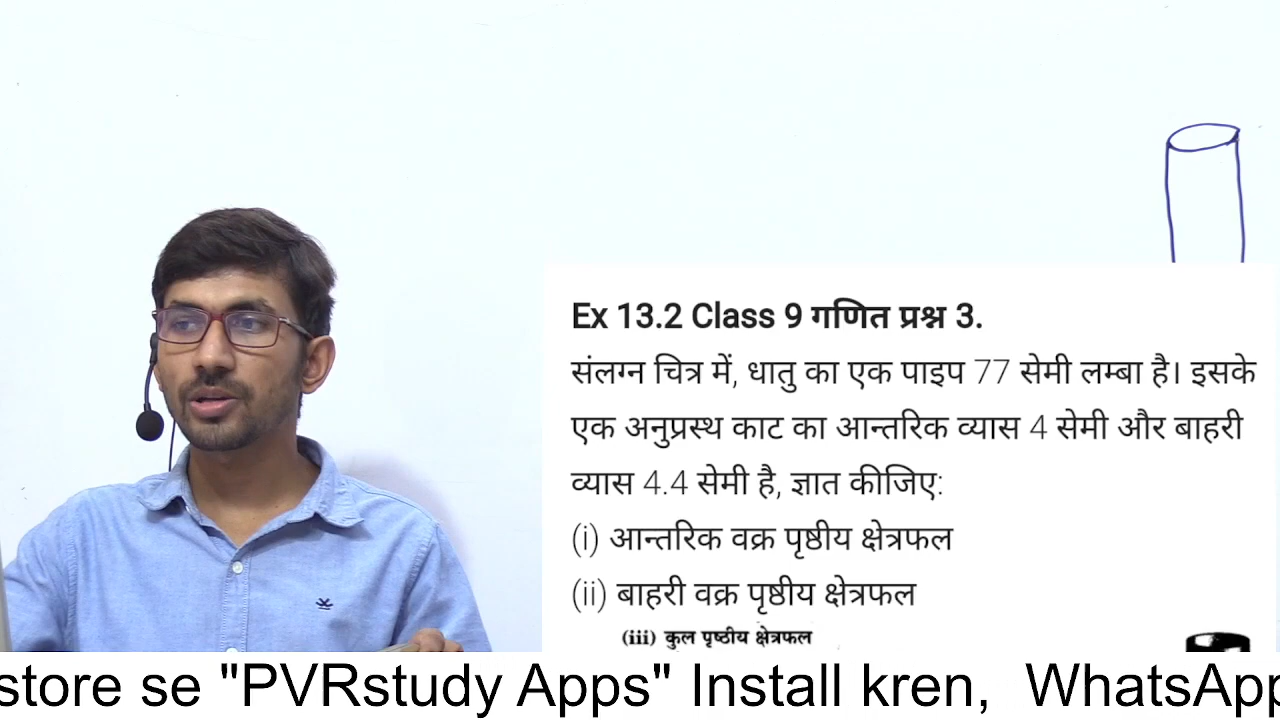 Ex 13.2 Class 9 गणित प्रश्न 3.
संलग्न चित्र में, धातु का एक पाइप 77 सेमी लम्बा है। इसके
एक अनुप्रस्थ काट का आन्तरिक व्यास 4 सेमी और बाहरी
व्यास 4.4 सेमी है, ज्ञात कीजिए:
(i) आन्तरिक वक्र पृष्ठीय क्षेत्रफल
(ii) बाहरी वक्र पृष्ठीय क्षेत्रफल
(iii) कुल पृष्ठीय क्षेत्रफल
store se "PVRstudy Apps" Install kren, WhatsApp